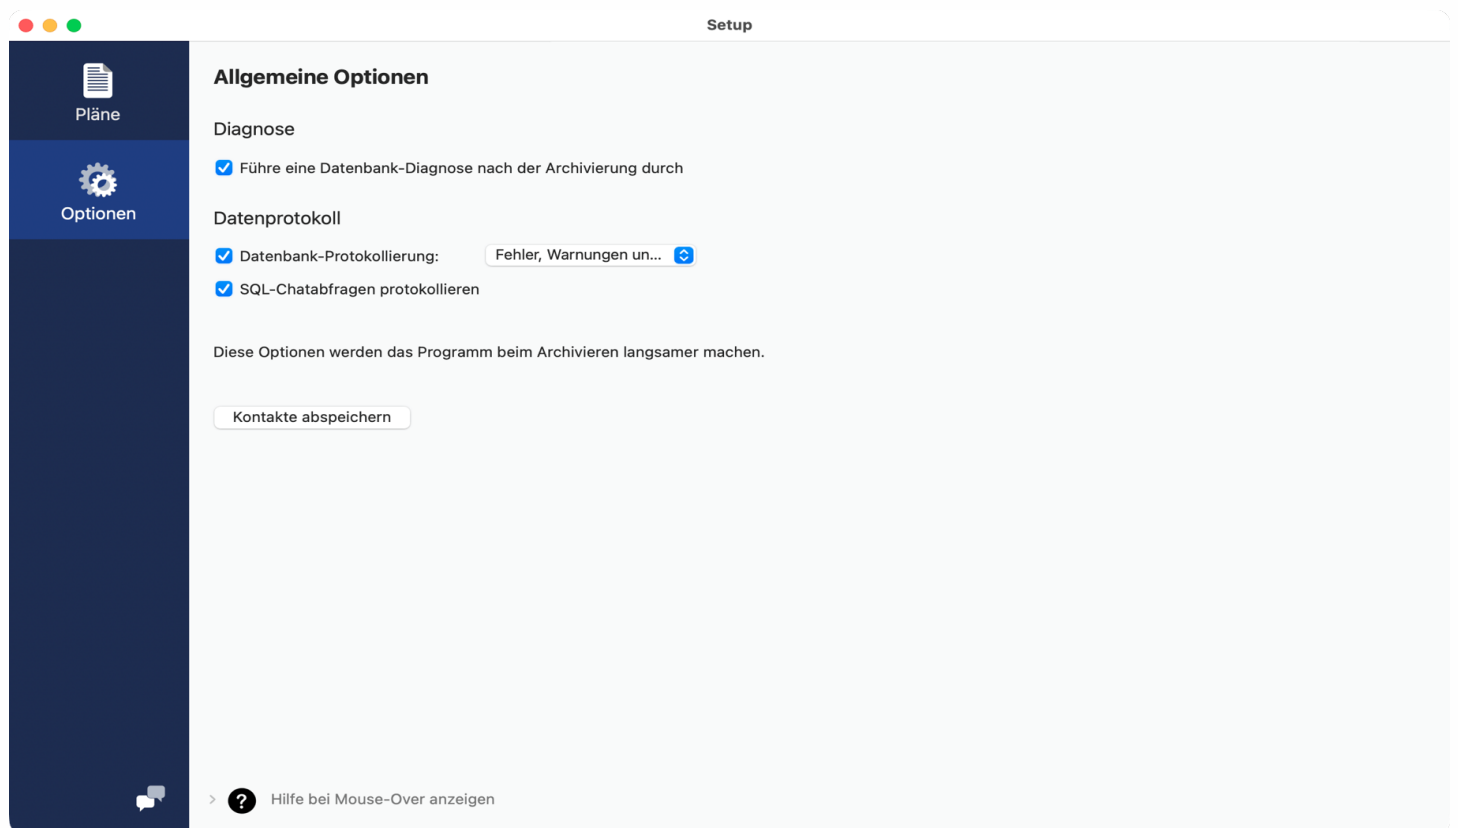 Setup
Pläne
Optionen
Allgemeine Optionen
Diagnose
Führe eine Datenbank-Diagnose nach der Archivierung durch
Datenprotokoll
Datenbank-Protokollierung: Fehler, Warnungen un...
SQL-Chatabfragen protokollieren
Diese Optionen werden das Programm beim Archivieren langsamer machen.
Kontakte abspeichern
? Hilfe bei Mouse-Over anzeigen